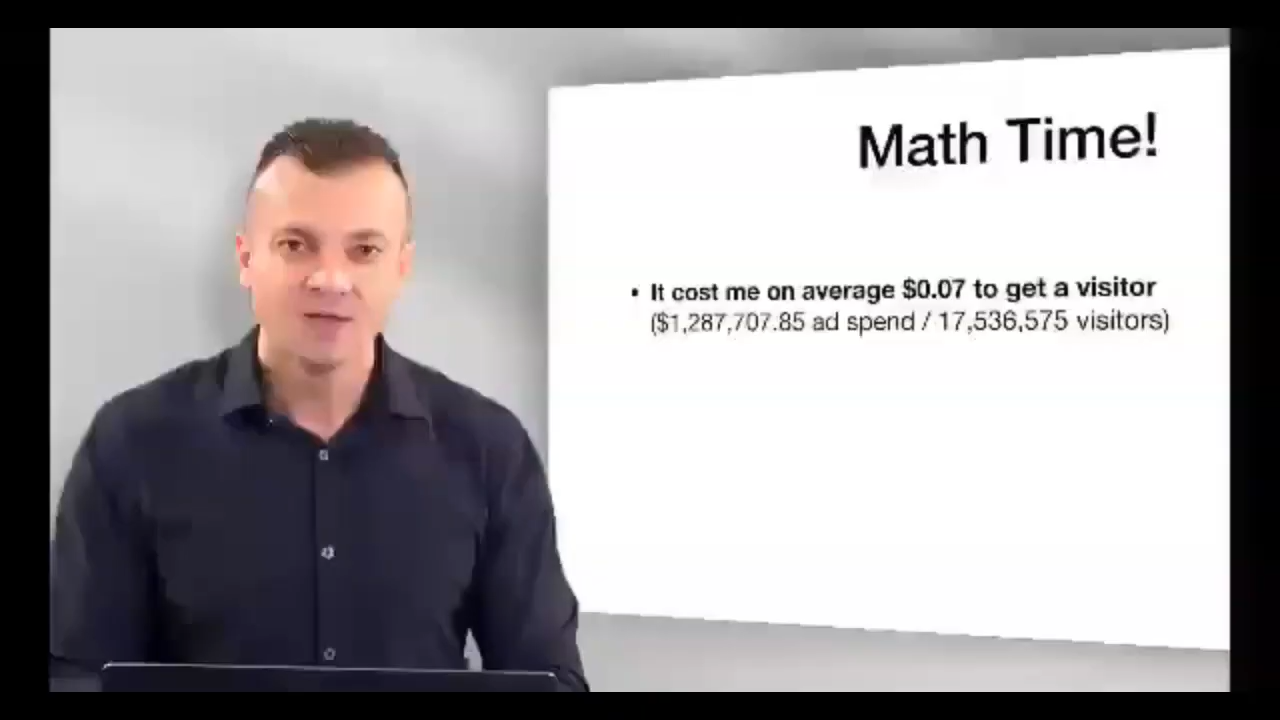 Math Time!
• It cost me on average $0.07 to get a visitor
($1,287,707.85 ad spend / 17,536,575 visitors)